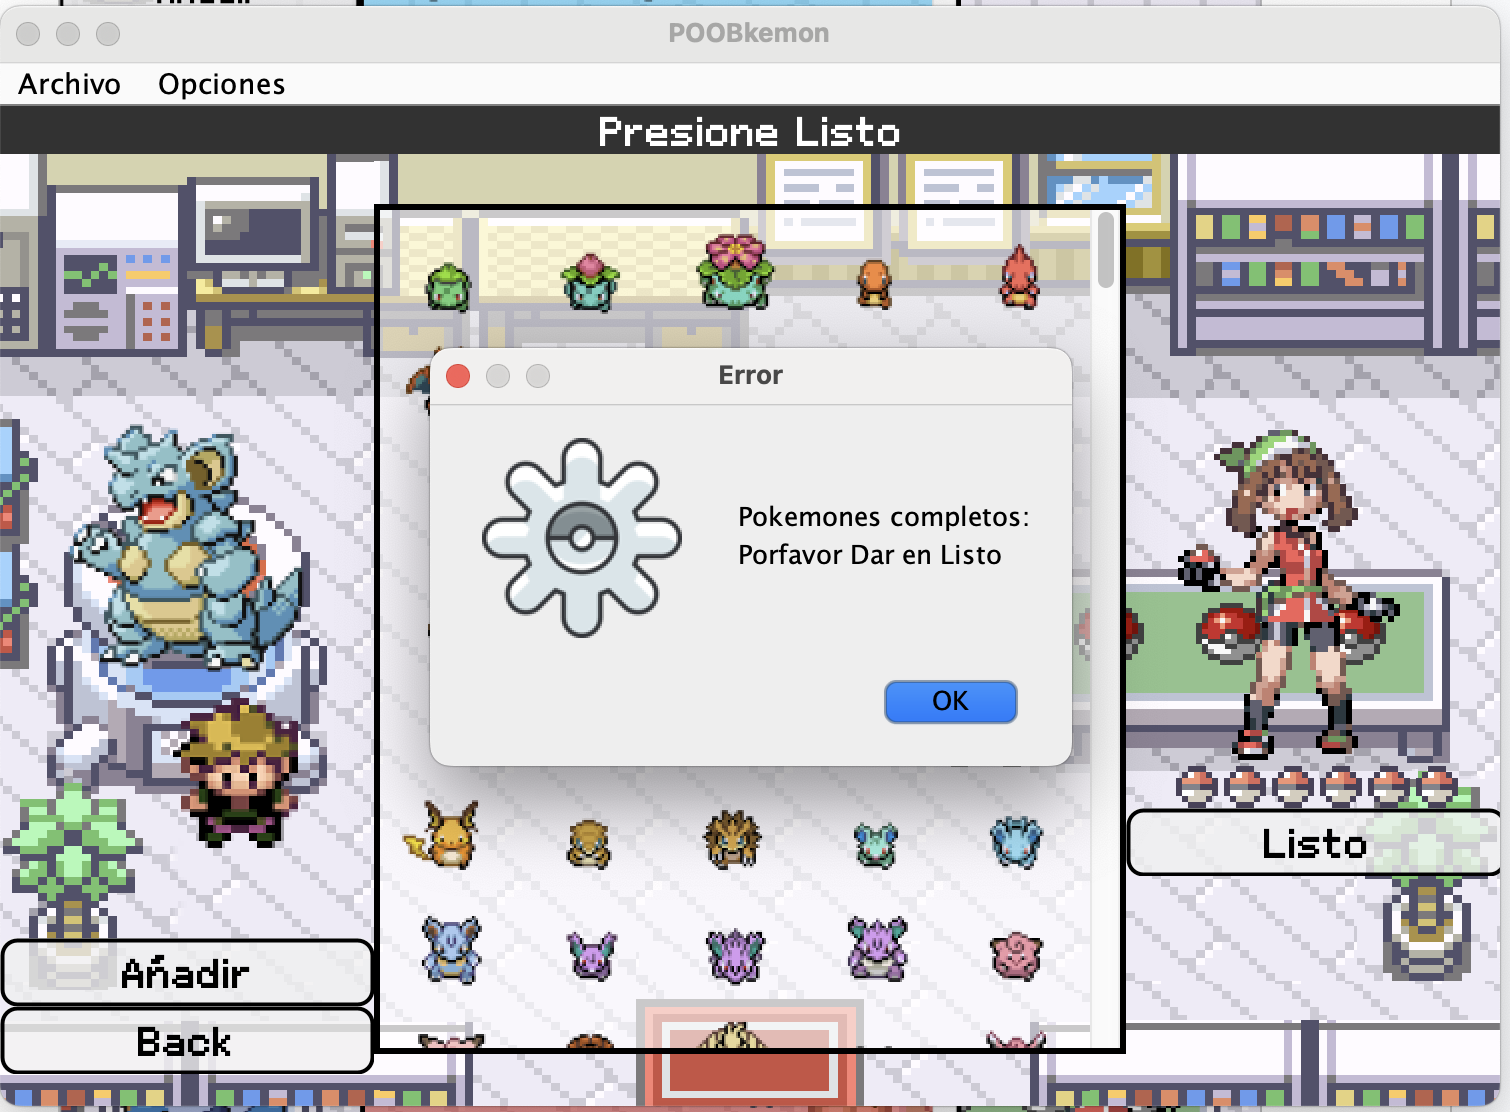 POOBkemon
Archivo Opciones
Presione Listo
Error
Pokemones completos:
Porfavor Dar en Listo
OK
Listo
Añadir
Back